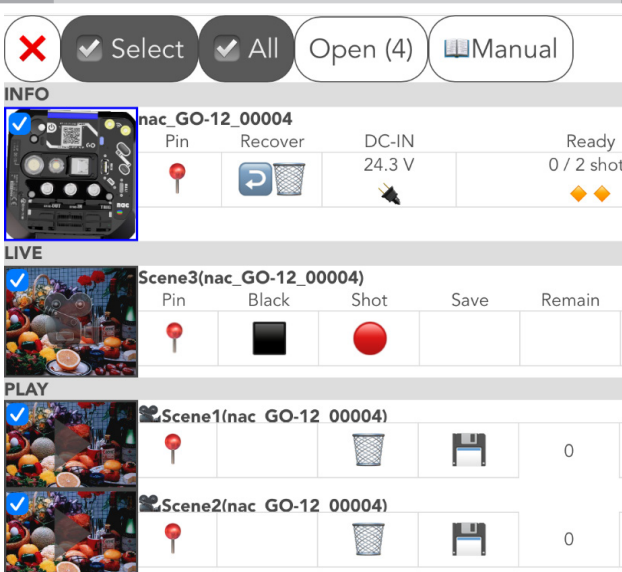 Select All Open (4) Manual
INFO
nac_GO-12_00004
Pin Recover DC-IN Ready
24.3 V 0 / 2 shot
LIVE
Scene3(nac_GO-12_00004)
Pin Black Shot Save Remain
PLAY
Scene1(nac_GO-12_00004)
0
Scene2(nac_GO-12_00004)
0